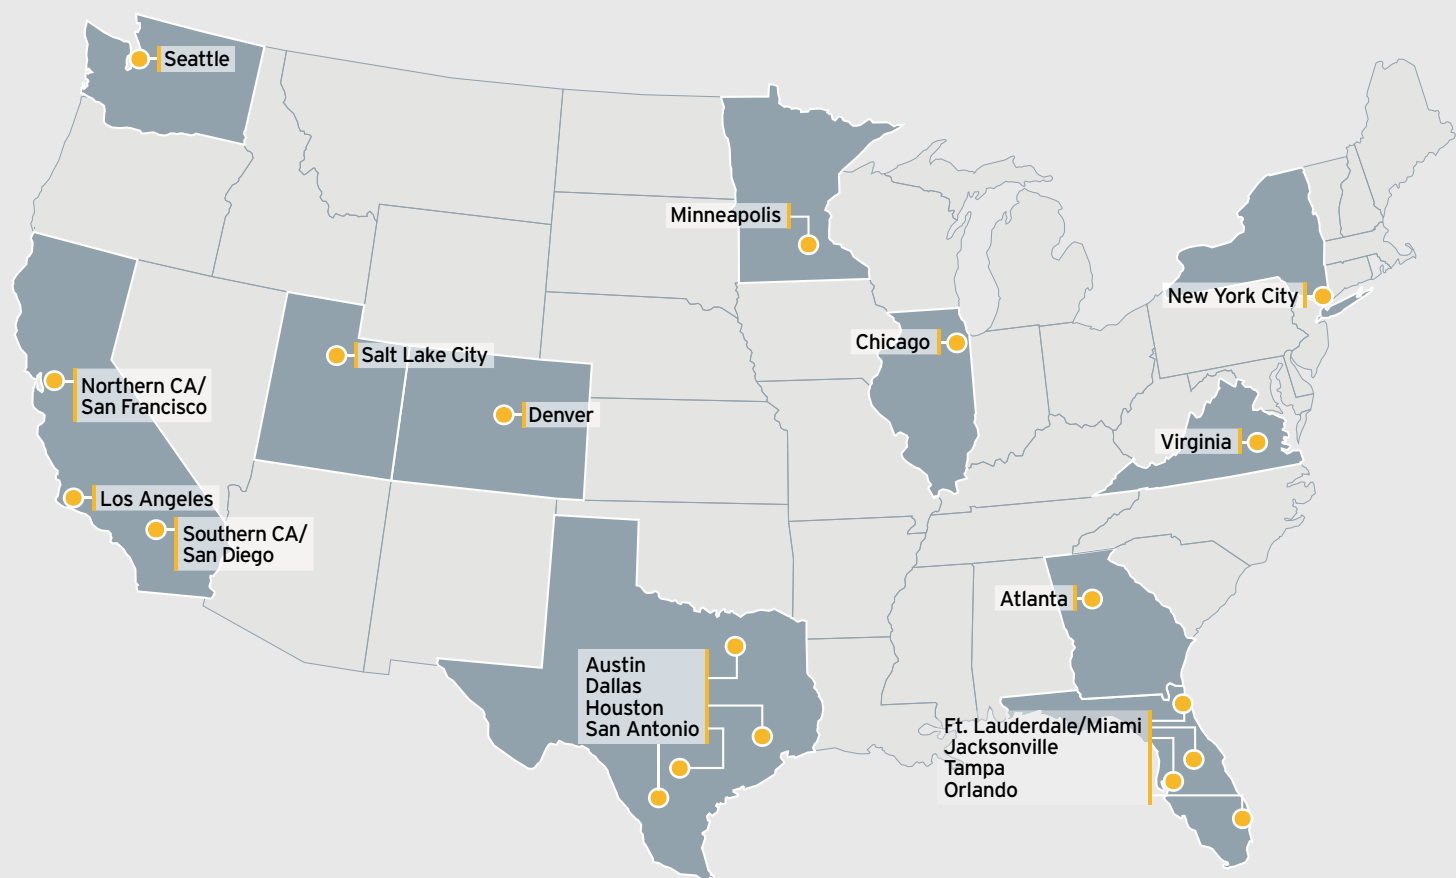 Seattle
Minneapolis
New York City
Chicago
Salt Lake City
Northern CA/
San Francisco
Denver
Virginia
Los Angeles
Southern CA/
San Diego
Atlanta
Austin
Dallas
Houston
San Antonio
Ft. Lauderdale/Miami
Jacksonville
Tampa
Orlando